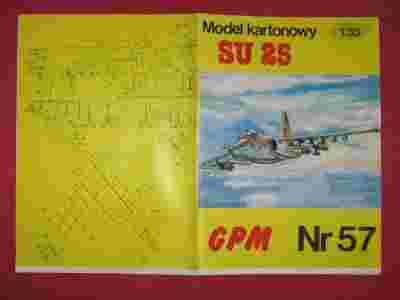 Model kartonowy
1:33
SU 25
GPM Nr 57